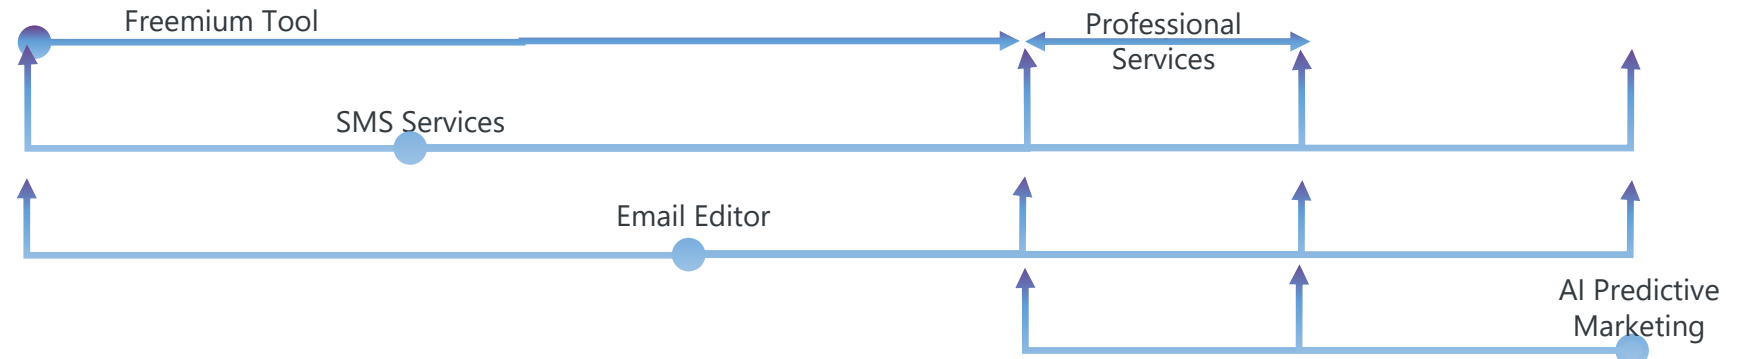 Freemium Tool
Professional
Services
SMS Services
Email Editor
AI Predictive
Marketing